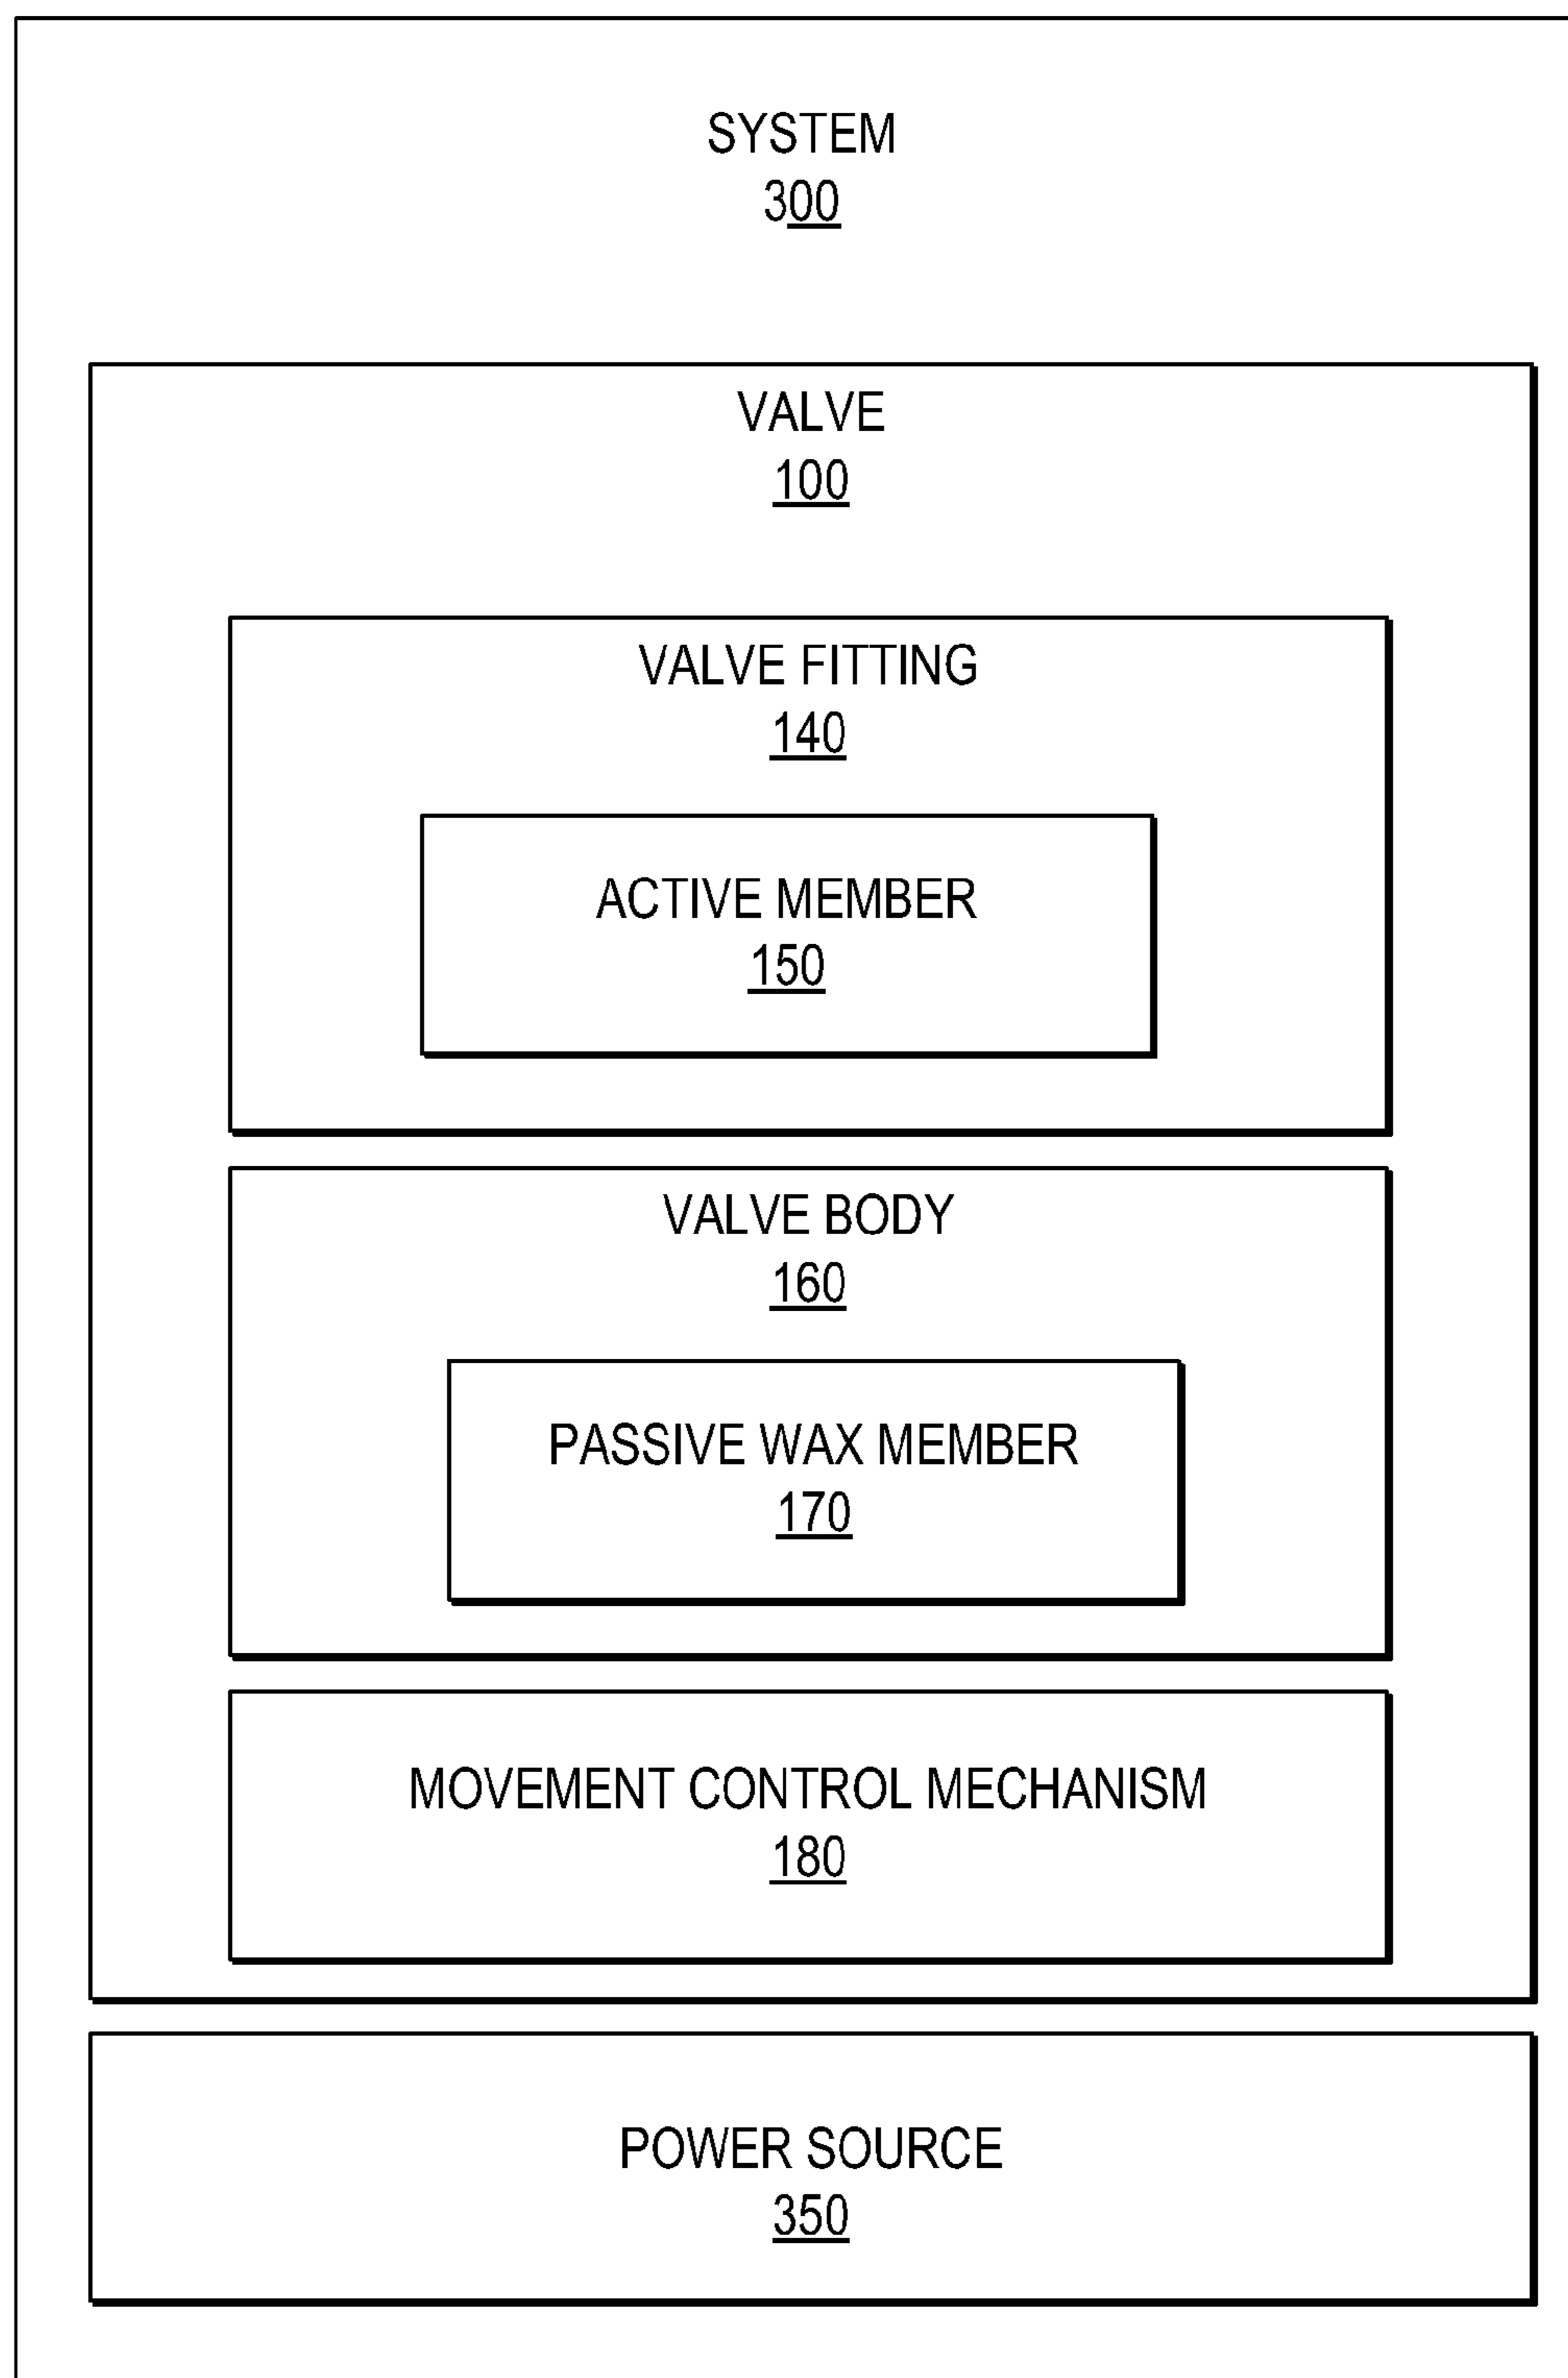 SYSTEM
300
VALVE
100
VALVE FITTING
140
ACTIVE MEMBER
150
VALVE BODY
160
PASSIVE WAX MEMBER
170
MOVEMENT CONTROL MECHANISM
180
POWER SOURCE
350